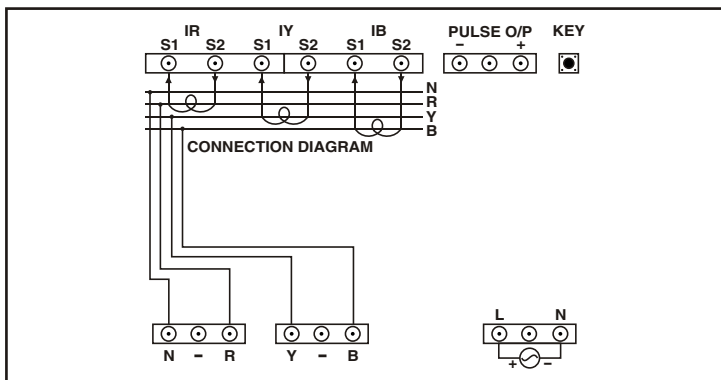 IR IY IB PULSE O/P KEY
S1 S2 S1 S2 S1 S2 – +
N
R
Y
B
CONNECTION DIAGRAM
L N
N – R Y – B
+ –